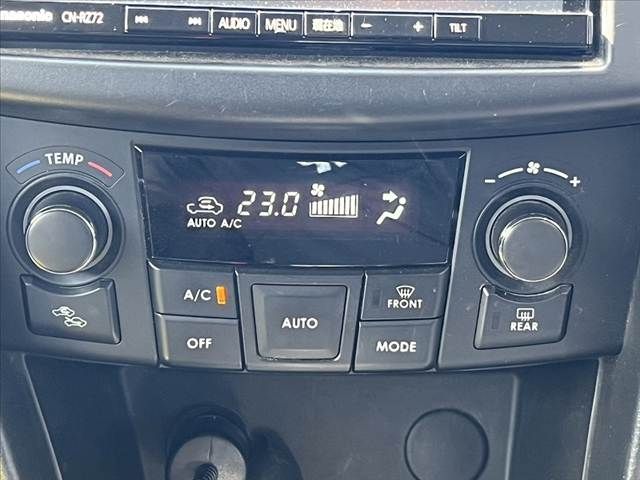 Panasonic CN-RZ72 AUDIO MENU 現在地 − + TILT
TEMP
23.0
AUTO A/C
− +
A/C
AUTO
FRONT
REAR
OFF
MODE